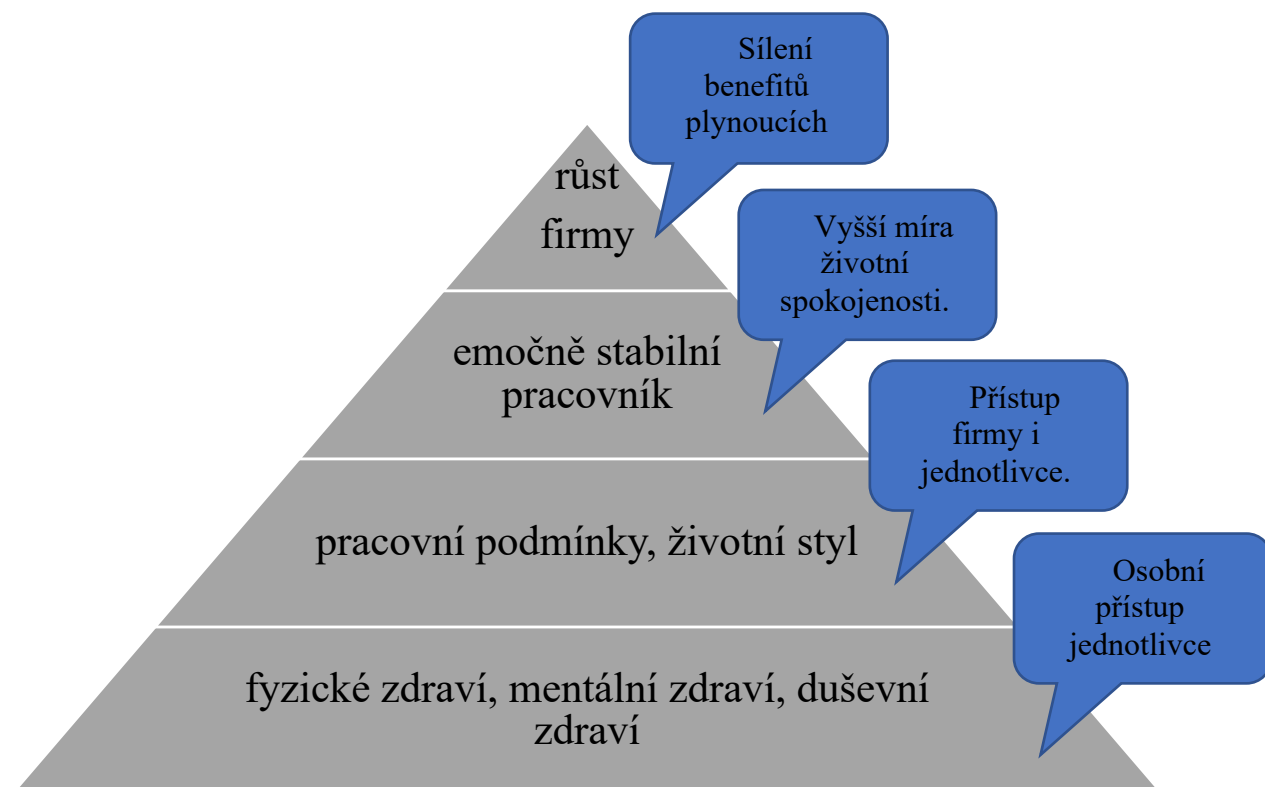 Sílení
benefitů
plynoucích
růst
firmy
Vyšší míra
životní
spokojenosti.
emočně stabilní
pracovník
Přístup
firmy i
jednotlivce.
pracovní podmínky, životní styl
Osobní
přístup
jednotlivce
fyzické zdraví, mentální zdraví, duševní
zdraví